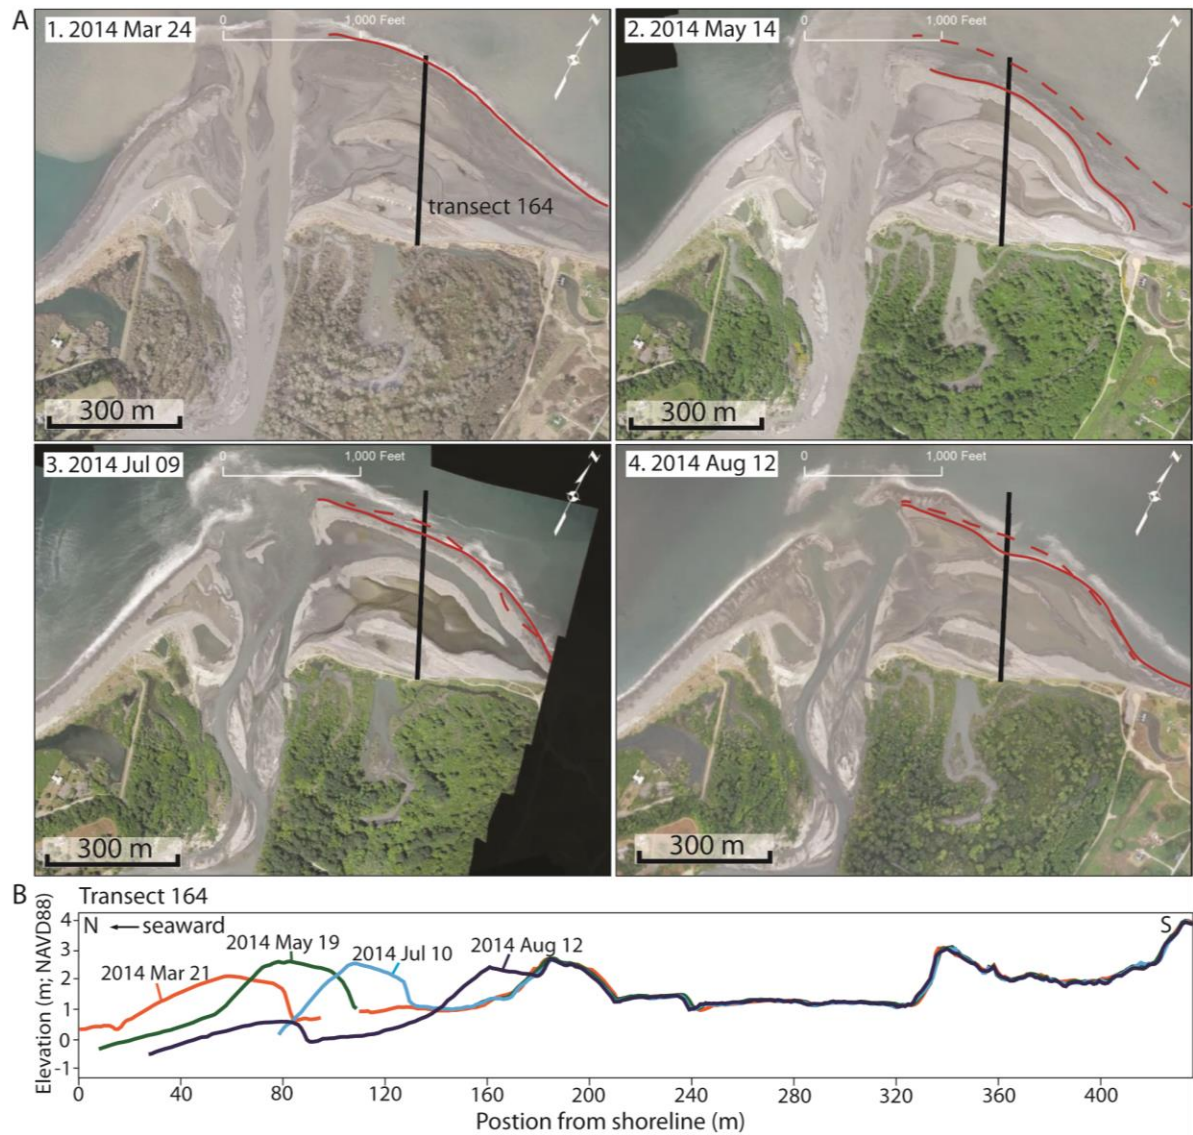 A
1. 2014 Mar 24
0 1,000 Feet
N
transect 164
300 m
2. 2014 May 14
0 1,000 Feet
N
300 m
3. 2014 Jul 09
0 1,000 Feet
N
300 m
4. 2014 Aug 12
0 1,000 Feet
N
300 m
B Transect 164
Elevation (m; NAVD88)
4
3
2
1
0
-1
N ← seaward
S
2014 Mar 21
2014 May 19
2014 Jul 10
2014 Aug 12
0 40 80 120 160 200 240 280 320 360 400
Postion from shoreline (m)